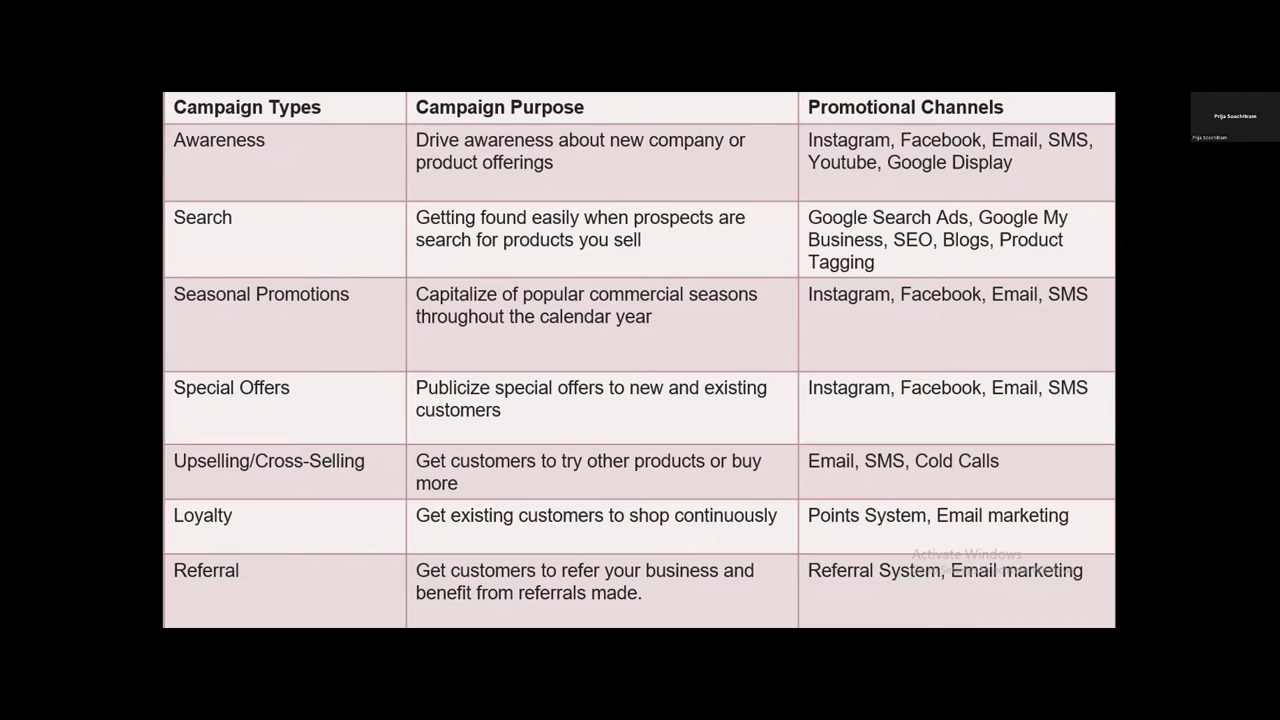 Campaign Types
Campaign Purpose
Promotional Channels
Awareness
Drive awareness about new company or
product offerings
Instagram, Facebook, Email, SMS,
Youtube, Google Display
Search
Getting found easily when prospects are
search for products you sell
Google Search Ads, Google My
Business, SEO, Blogs, Product
Tagging
Seasonal Promotions
Capitalize of popular commercial seasons
throughout the calendar year
Instagram, Facebook, Email, SMS
Special Offers
Publicize special offers to new and existing
customers
Instagram, Facebook, Email, SMS
Upselling/Cross-Selling
Get customers to try other products or buy
more
Email, SMS, Cold Calls
Loyalty
Get existing customers to shop continuously
Points System, Email marketing
Activate Windows
Referral
Get customers to refer your business and
benefit from referrals made.
Referral System, Email marketing
Prija Soechitram
Prija Soechitram